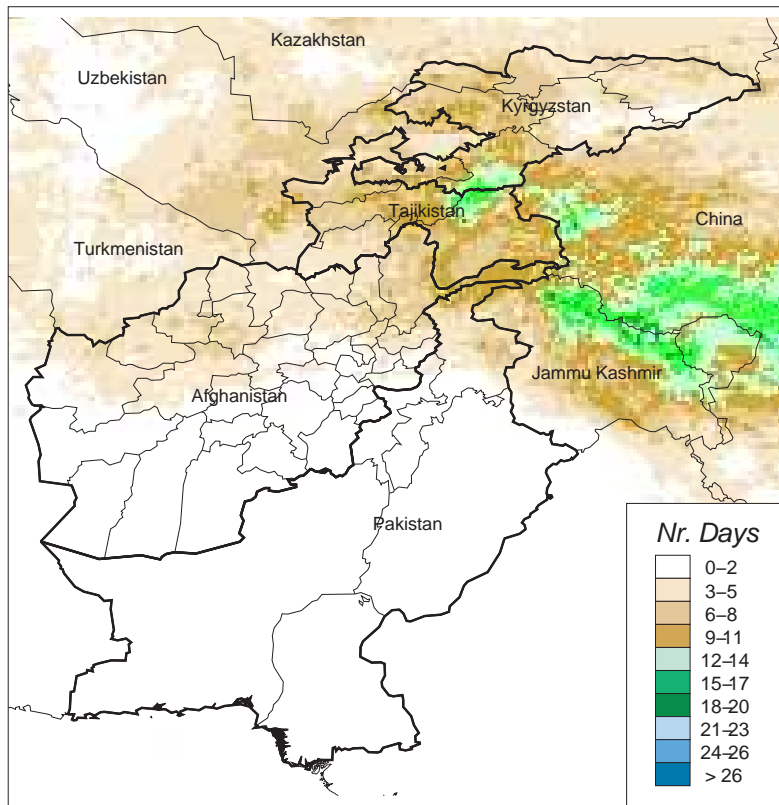 Kazakhstan
Uzbekistan
Kyrgyzstan
Tajikistan
China
Turkmenistan
Jammu Kashmir
Afghanistan
Pakistan
Nr. Days
0–2
3–5
6–8
9–11
12–14
15–17
18–20
21–23
24–26
> 26